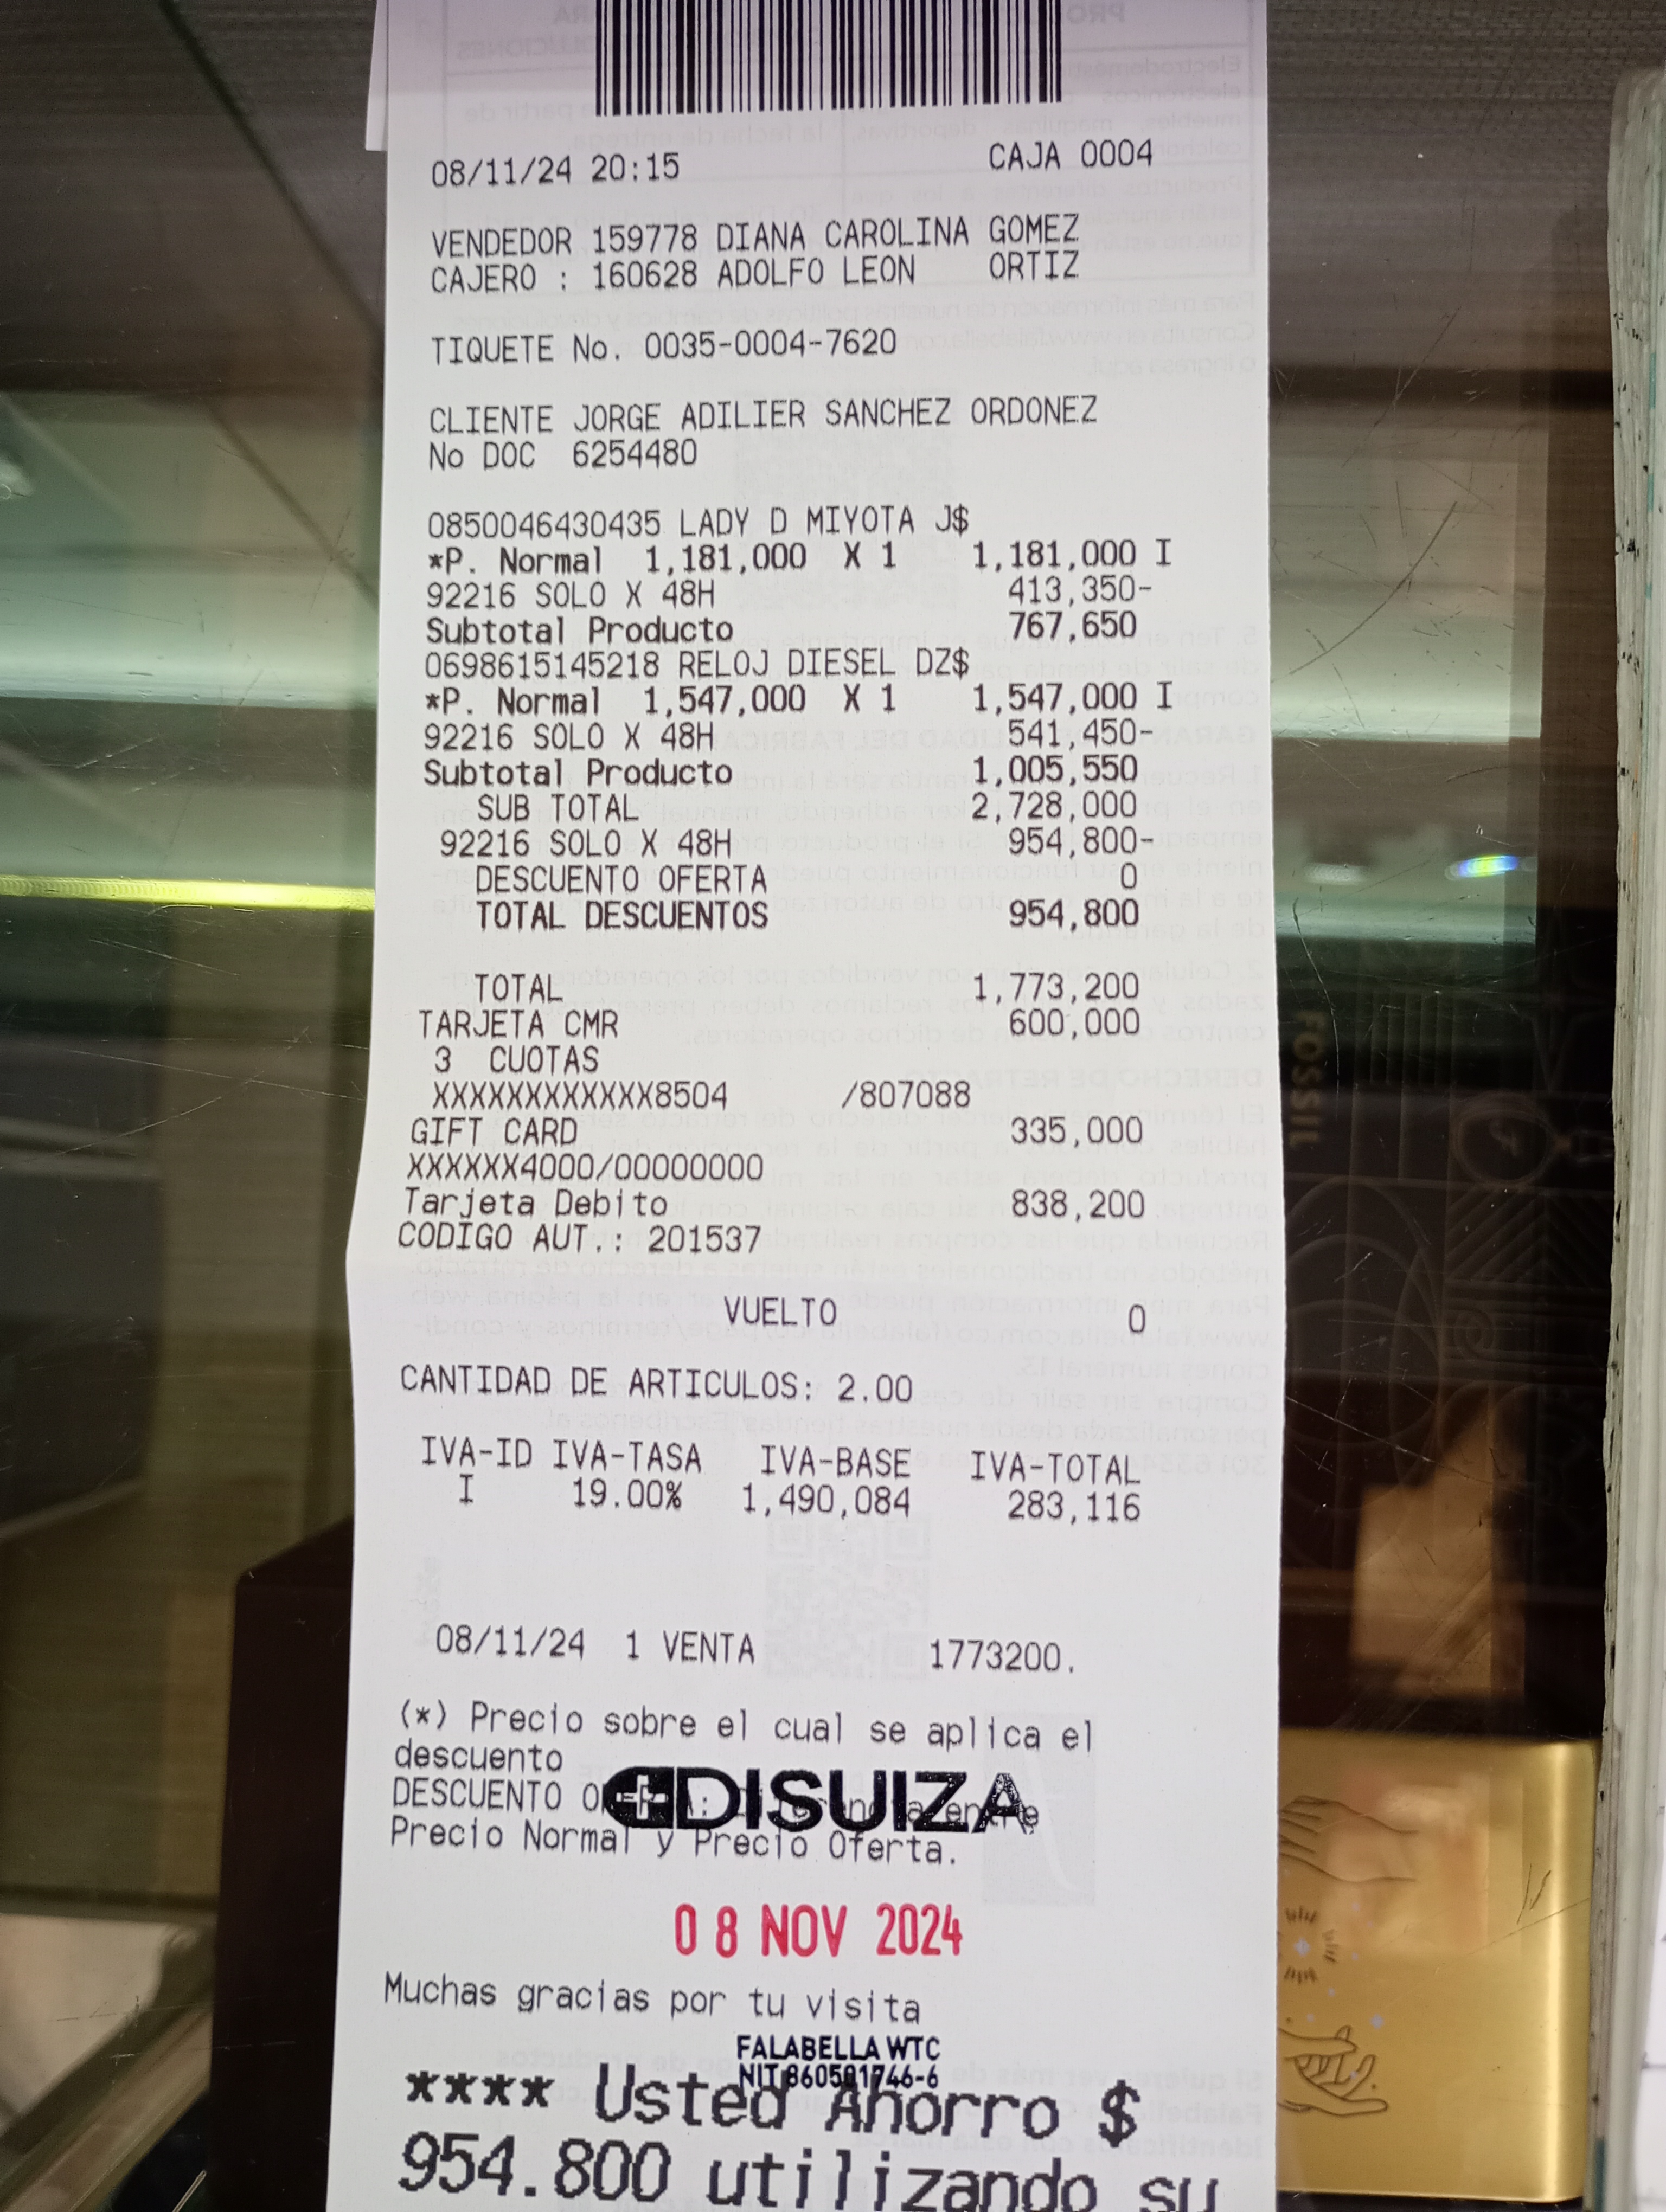 08/11/24 20:15 CAJA 0004
VENDEDOR 159778 DIANA CAROLINA GOMEZ
CAJERO : 160628 ADOLFO LEON ORTIZ
TIQUETE No. 0035-0004-7620
CLIENTE JORGE ADILIER SANCHEZ ORDONEZ
No DOC 6254480
0850046430435 LADY D MIYOTA J$
*P. Normal 1,181,000 X 1 1,181,000 I
92216 SOLO X 48H 413,350-
Subtotal Producto 767,650
0698615145218 RELOJ DIESEL DZ$
*P. Normal 1,547,000 X 1 1,547,000 I
92216 SOLO X 48H 541,450-
Subtotal Producto 1,005,550
SUB TOTAL 2,728,000
92216 SOLO X 48H 954,800-
DESCUENTO OFERTA 0
TOTAL DESCUENTOS 954,800
TOTAL 1,773,200
TARJETA CMR 600,000
3 CUOTAS
XXXXXXXXXXXX8504 /807088
GIFT CARD 335,000
XXXXXX4000/00000000
Tarjeta Debito 838,200
CODIGO AUT.: 201537
VUELTO 0
CANTIDAD DE ARTICULOS: 2.00
IVA-ID IVA-TASA IVA-BASE IVA-TOTAL
I 19.00% 1,490,084 283,116
08/11/24 1 VENTA 1773200.
(*) Precio sobre el cual se aplica el
descuento
DESCUENTO
DISUIZA
Precio Normal y Precio Oferta.
08 NOV 2024
Muchas gracias por tu visita
FALABELLA WTC
NIT 860501746-6
**** Usted Ahorro $
954.800 utilizando su
FOSSIL